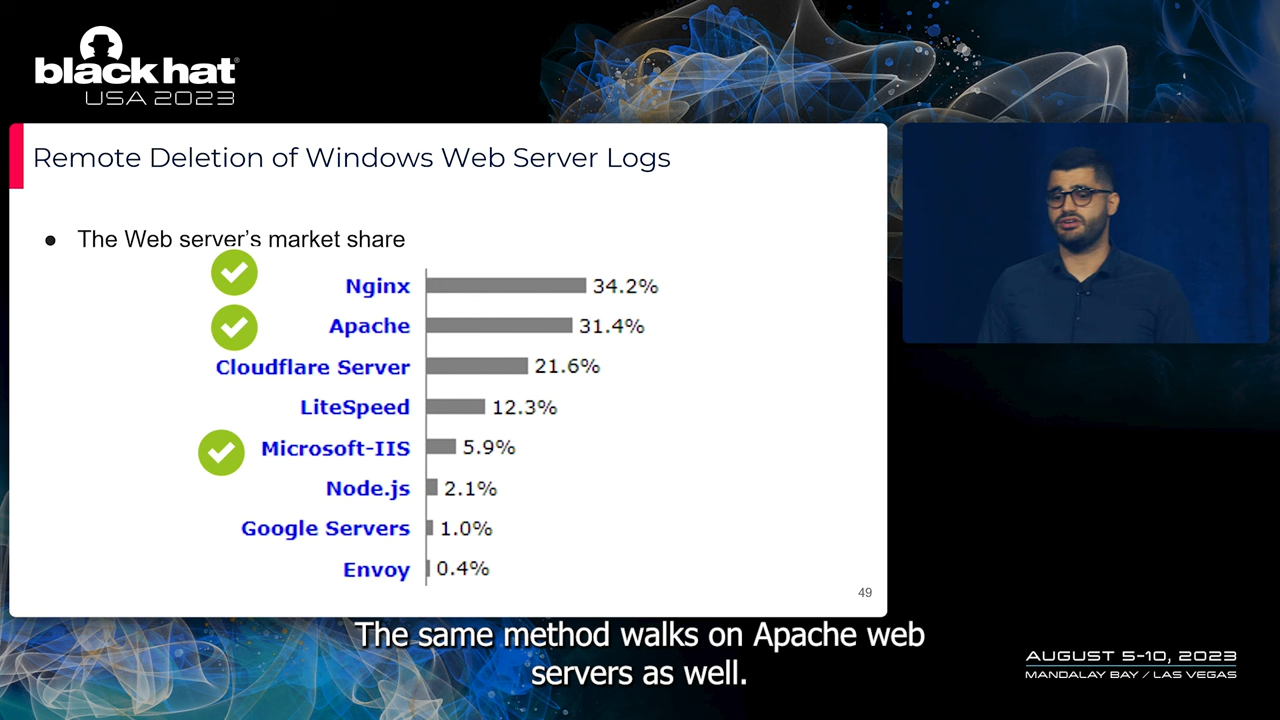 blackhat®
USA 2023
Remote Deletion of Windows Web Server Logs
● The Web server's market share
Nginx 34.2%
Apache 31.4%
Cloudflare Server 21.6%
LiteSpeed 12.3%
Microsoft-IIS 5.9%
Node.js 2.1%
Google Servers 1.0%
Envoy 0.4%
49
The same method walks on Apache web
servers as well.
AUGUST 5-10, 2023
MANDALAY BAY / LAS VEGAS